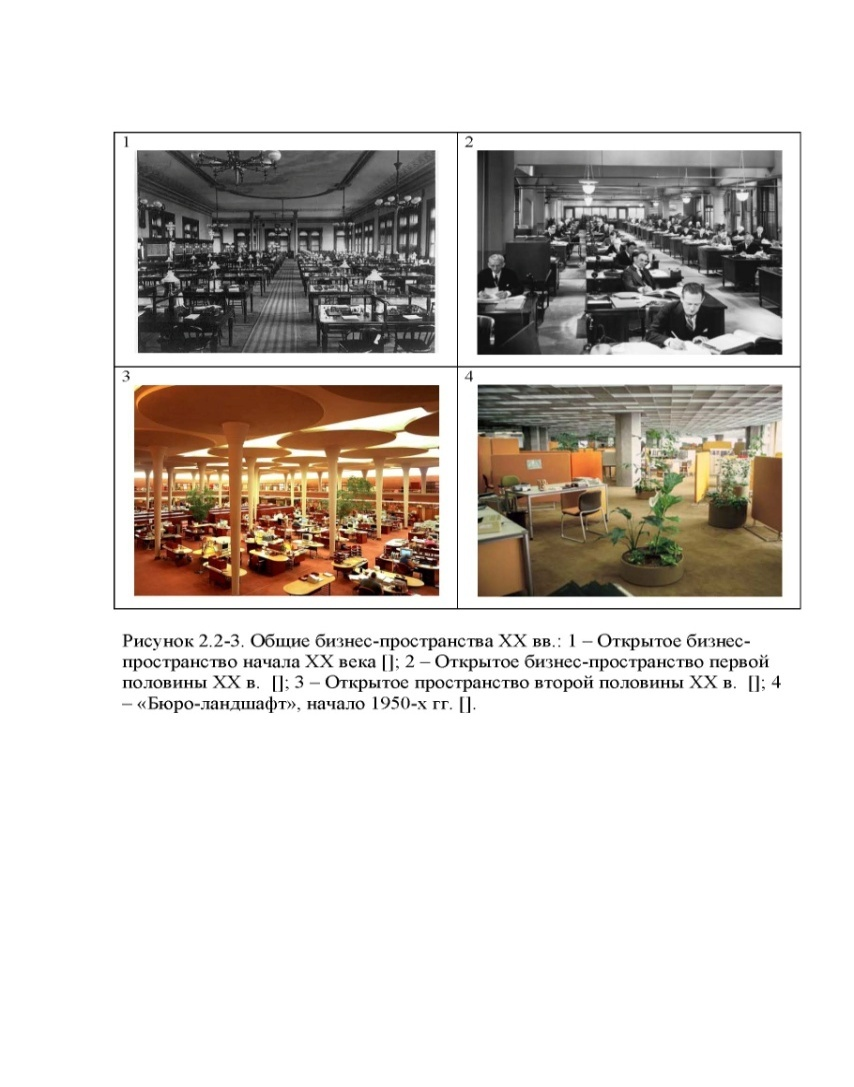 1
2
3
4
Рисунок 2.2-3. Общие бизнес-пространства XX вв.: 1 – Открытое бизнес-
пространство начала XX века []; 2 – Открытое бизнес-пространство первой
половины XX в.  []; 3 – Открытое пространство второй половины XX в.  []; 4
– «Бюро-ландшафт», начало 1950-х гг. [].